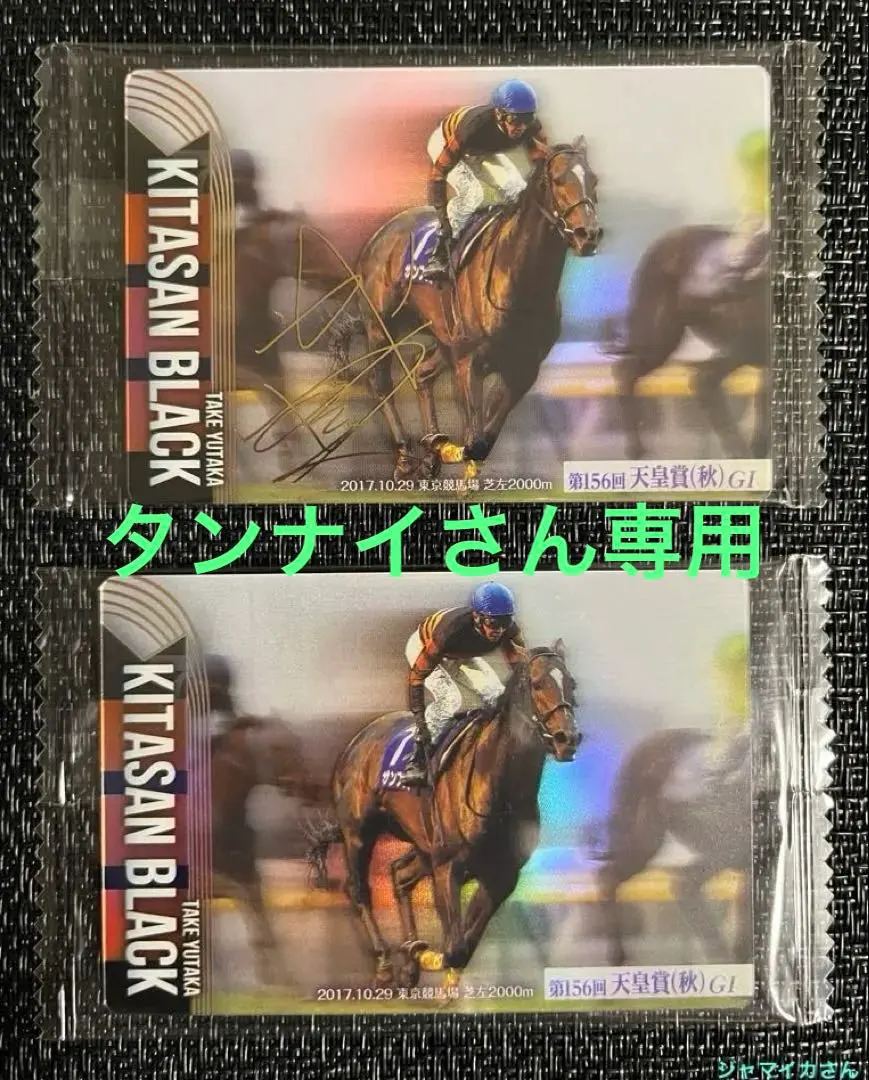 KITASAN BLACK
TAKE YUTAKA
2017.10.29 東京競馬場 芝左2000m
第156回 天皇賞(秋) GI
タンナイさん専用
KITASAN BLACK
TAKE YUTAKA
2017.10.29 東京競馬場 芝左2000m
第156回 天皇賞(秋) GI
ジャマイカさん